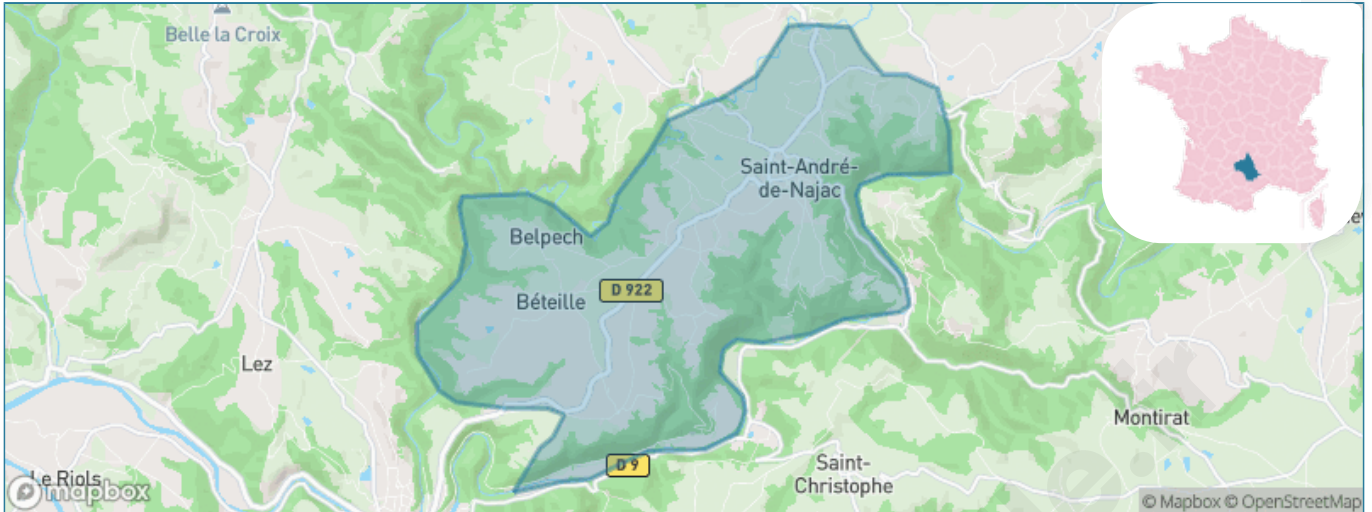 Belle la Croix
Saint-André-
de-Najac
Belpech
D 922
Béteille
Lez
Montirat
D 9
Saint-
Christophe
Le Riols
mapbox
© Mapbox © OpenStreetMap